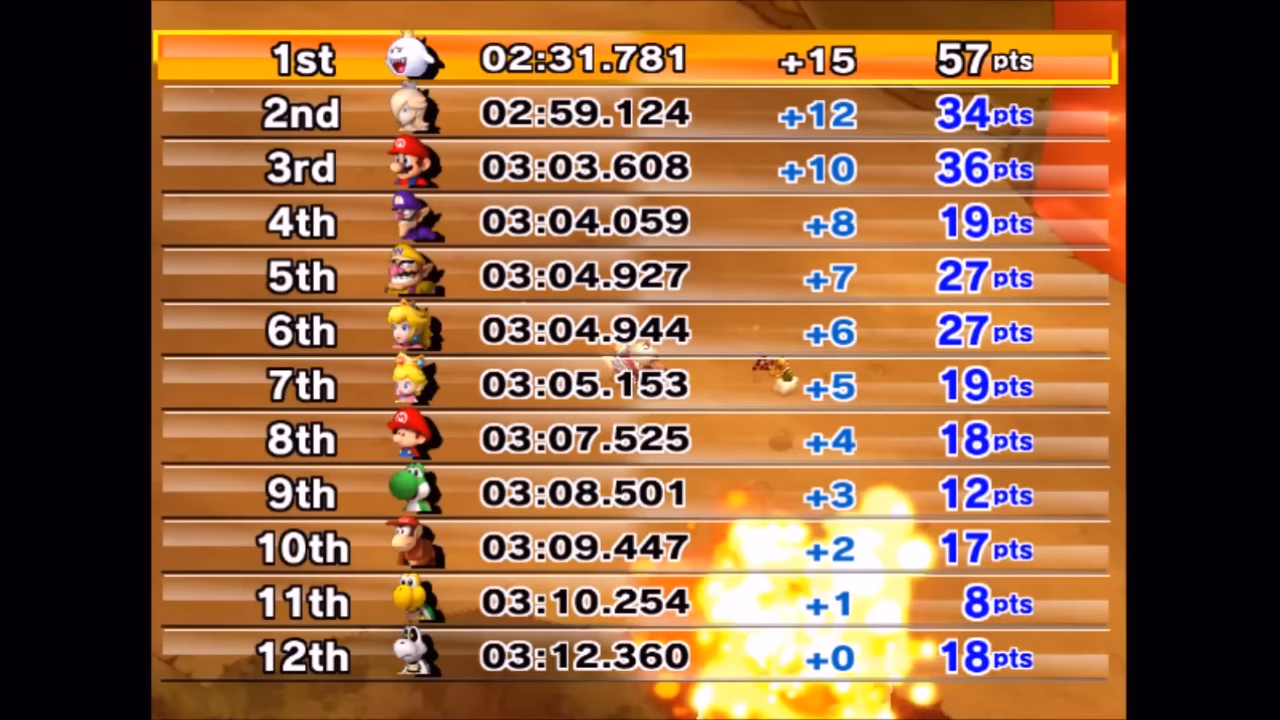 1st 02:31.781 +15 57pts
2nd 02:59.124 +12 34pts
3rd 03:03.608 +10 36pts
4th 03:04.059 +8 19pts
5th 03:04.927 +7 27pts
6th 03:04.944 +6 27pts
7th 03:05.153 +5 19pts
8th 03:07.525 +4 18pts
9th 03:08.501 +3 12pts
10th 03:09.447 +2 17pts
11th 03:10.254 +1 8pts
12th 03:12.360 +0 18pts